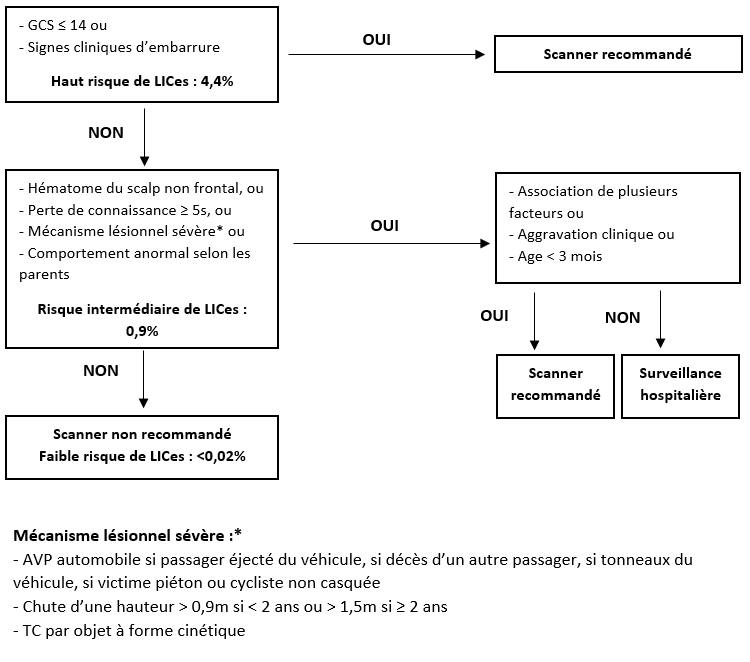 - GCS ≤ 14 ou
- Signes cliniques d’embarrure
Haut risque de LICes : 4,4%
OUI
Scanner recommandé
NON
- Hématome du scalp non frontal, ou
- Perte de connaissance ≥ 5s, ou
- Mécanisme lésionnel sévère* ou
- Comportement anormal selon les
parents
Risque intermédiaire de LICes :
0,9%
OUI
- Association de plusieurs
facteurs ou
- Aggravation clinique ou
- Age < 3 mois
OUI
NON
Scanner
recommandé
Surveillance
hospitalière
NON
Scanner non recommandé
Faible risque de LICes : <0,02%
Mécanisme lésionnel sévère :*
- AVP automobile si passager éjecté du véhicule, si décès d’un autre passager, si tonneaux du
véhicule, si victime piéton ou cycliste non casquée
- Chute d’une hauteur > 0,9m si < 2 ans ou > 1,5m si ≥ 2 ans
- TC par objet à forme cinétique